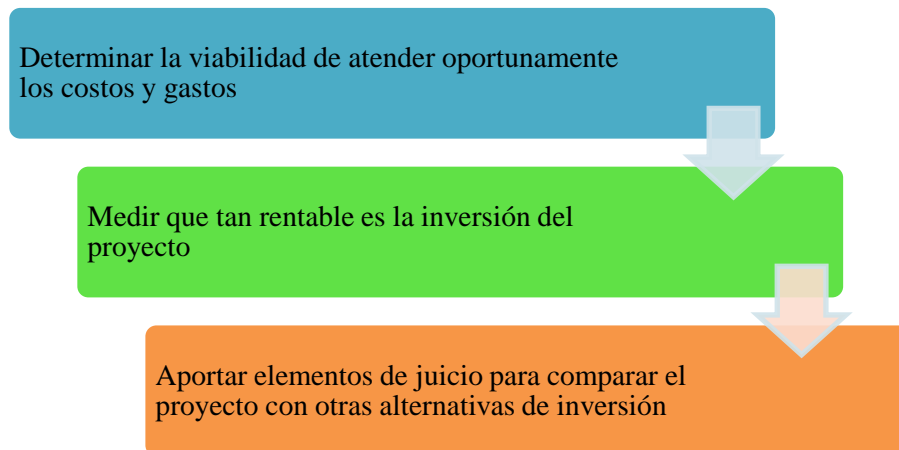 Determinar la viabilidad de atender oportunamente
los costos y gastos
Medir que tan rentable es la inversión del
proyecto
Aportar elementos de juicio para comparar el
proyecto con otras alternativas de inversión